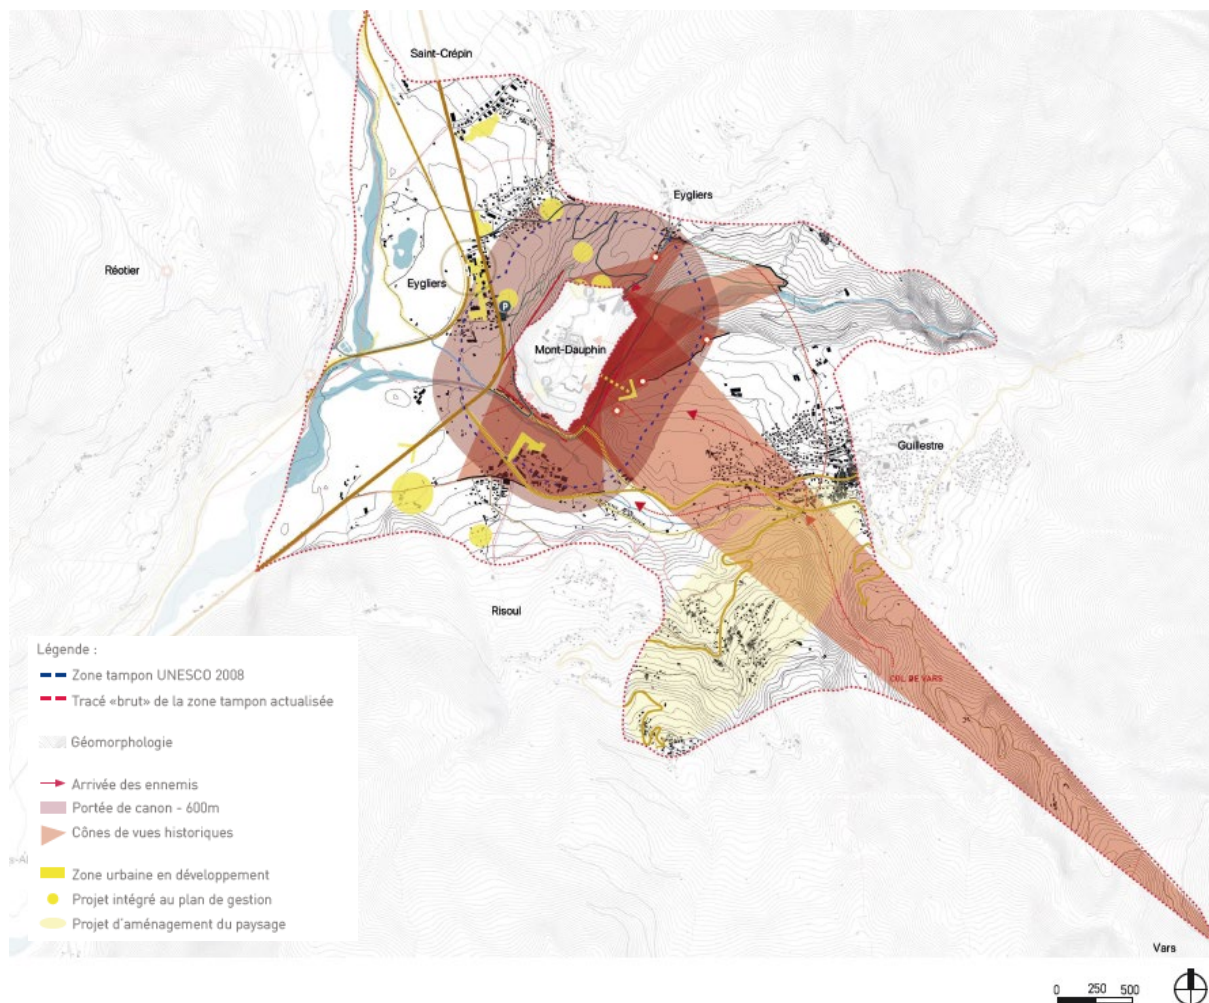 Saint-Crépin
Eygliers
Réotier
Eygliers
P
Mont-Dauphin
Guillestre
Risoul
COL DE VARS
Légende :
Zone tampon UNESCO 2008
Tracé «brut» de la zone tampon actualisée
Géomorphologie
Arrivée des ennemis
Portée de canon - 600m
Cônes de vues historiques
Zone urbaine en développement
Projet intégré au plan de gestion
Projet d'aménagement du paysage
Vars
0 250 500